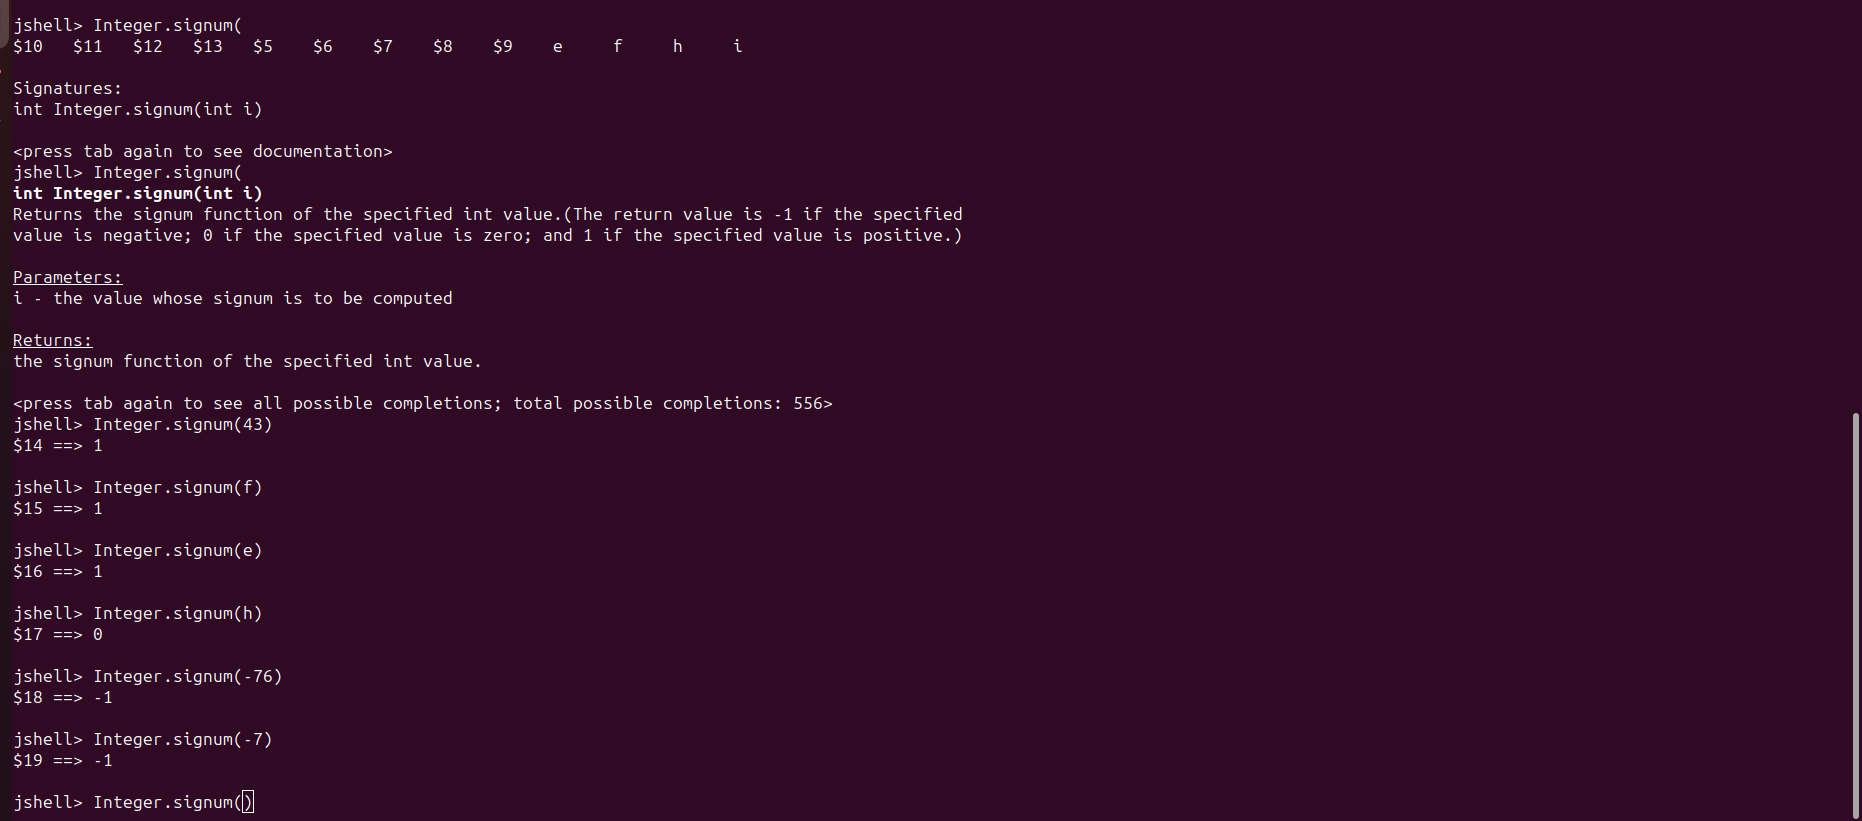 jshell> Integer.signum(
$10   $11   $12   $13   $5    $6    $7    $8    $9    e     f     h     i
Signatures:
int Integer.signum(int i)
<press tab again to see documentation>
jshell> Integer.signum(
int Integer.signum(int i)
Returns the signum function of the specified int value.(The return value is -1 if the specified
value is negative; 0 if the specified value is zero; and 1 if the specified value is positive.)
Parameters:
i - the value whose signum is to be computed
Returns:
the signum function of the specified int value.
<press tab again to see all possible completions; total possible completions: 556>
jshell> Integer.signum(43)
$14 ==> 1
jshell> Integer.signum(f)
$15 ==> 1
jshell> Integer.signum(e)
$16 ==> 1
jshell> Integer.signum(h)
$17 ==> 0
jshell> Integer.signum(-76)
$18 ==> -1
jshell> Integer.signum(-7)
$19 ==> -1
jshell> Integer.signum()